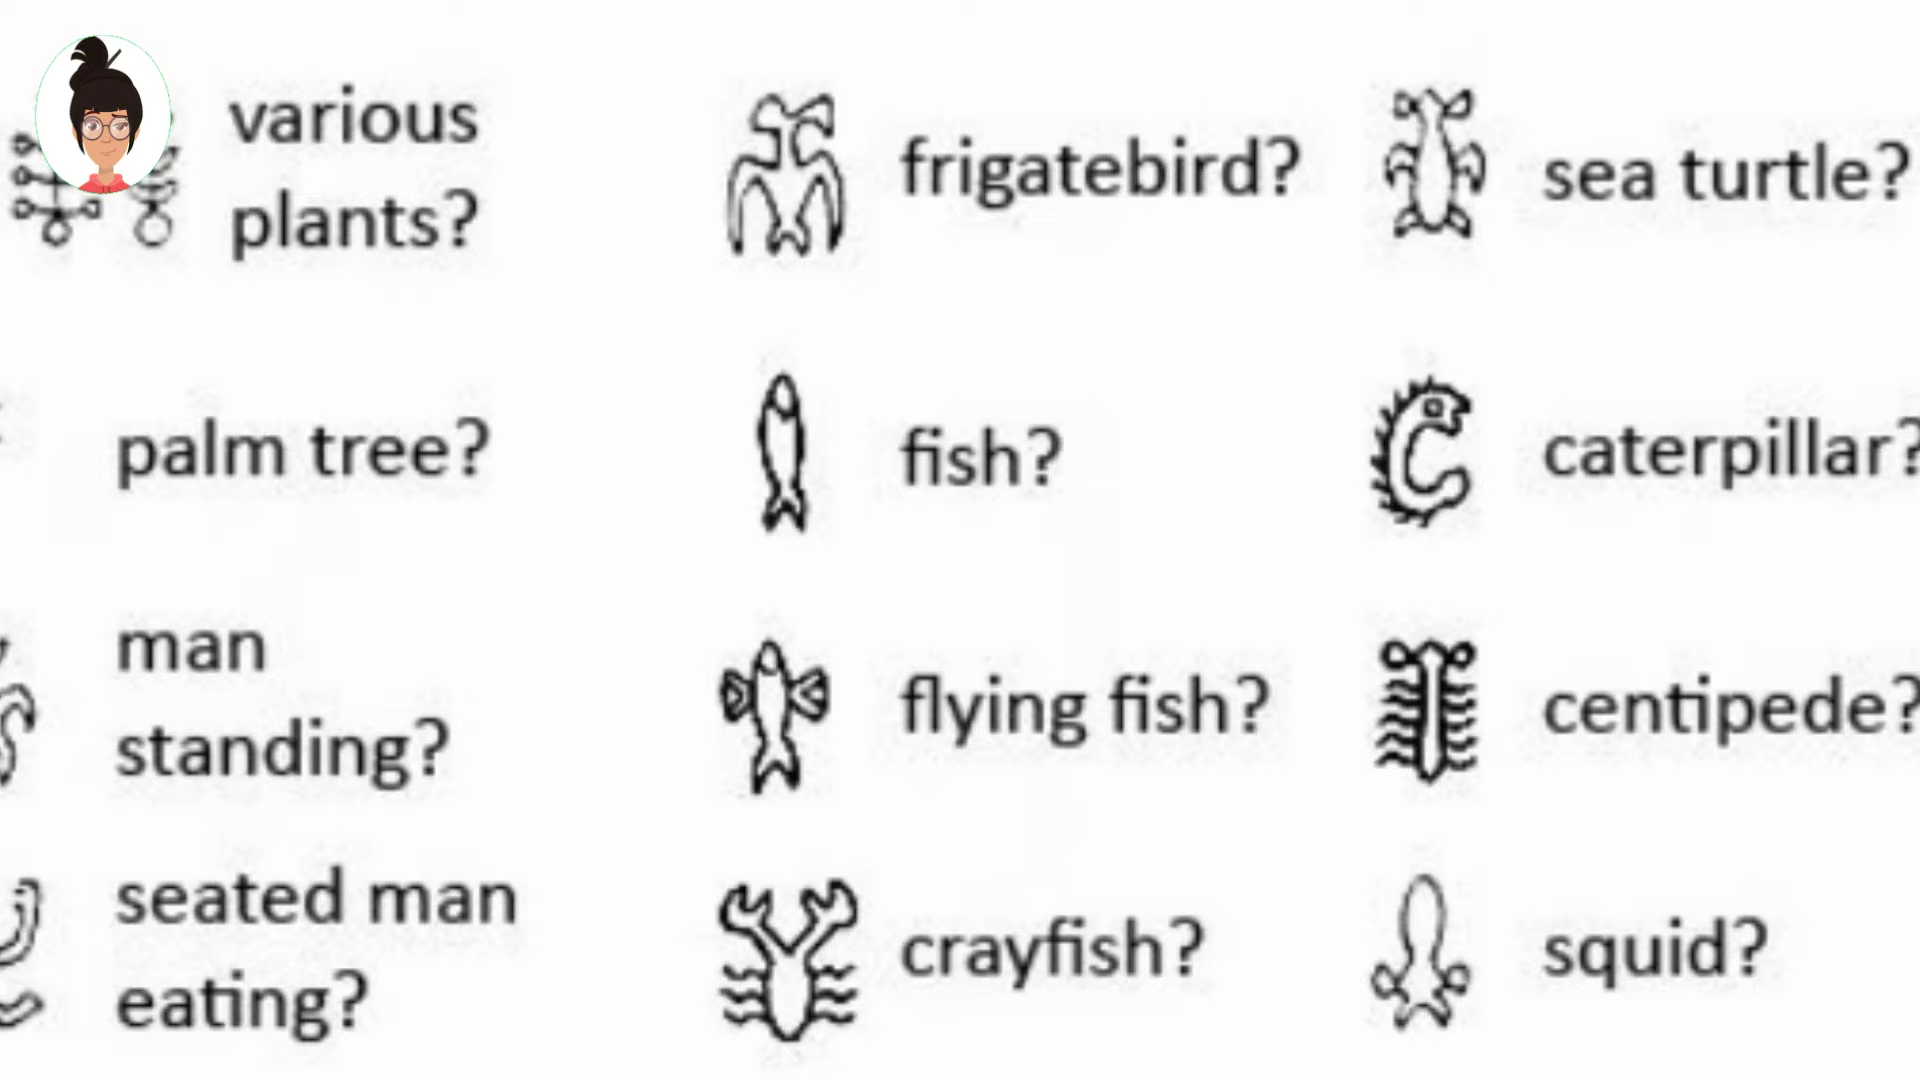 various
plants?
frigatebird?
sea turtle?
palm tree?
fish?
caterpillar?
man
standing?
flying fish?
centipede?
seated man
eating?
crayfish?
squid?